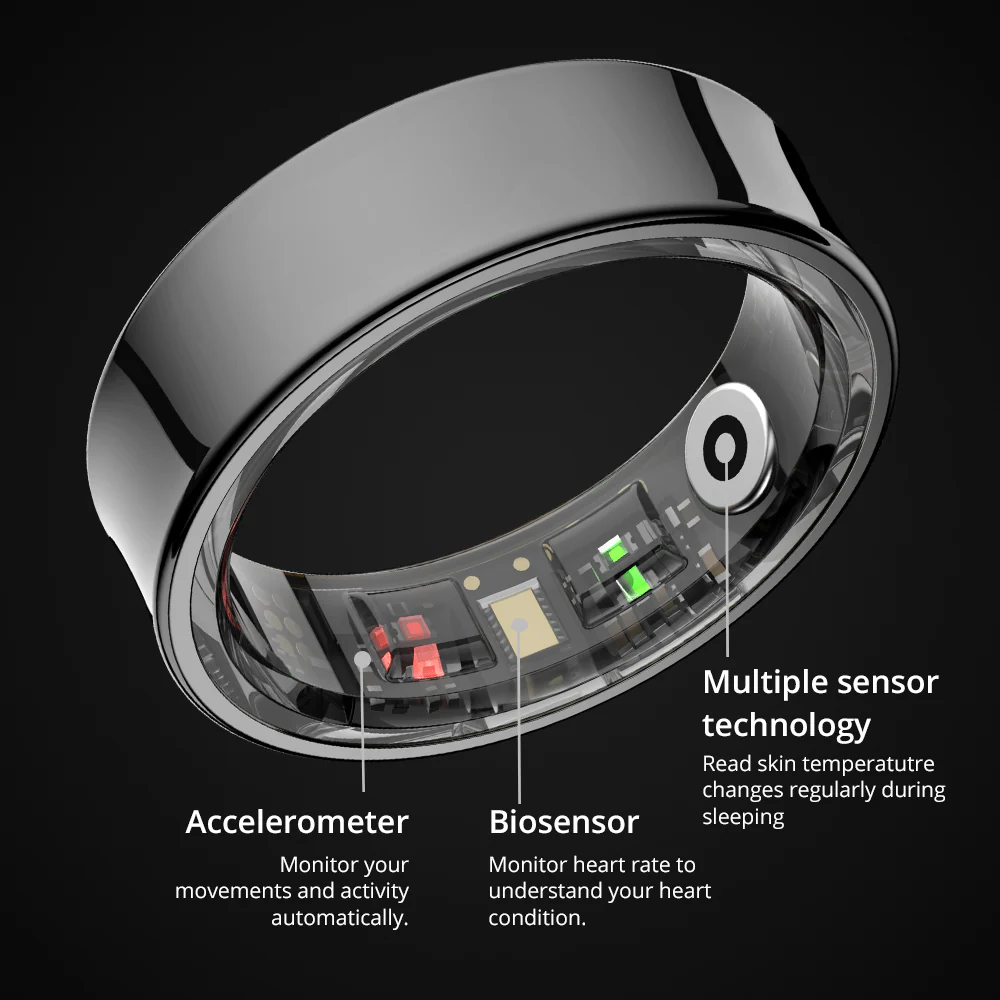 Multiple sensor
technology
Read skin temperatutre
changes regularly during
sleeping
Accelerometer
Monitor your
movements and activity
automatically.
Biosensor
Monitor heart rate to
understand your heart
condition.